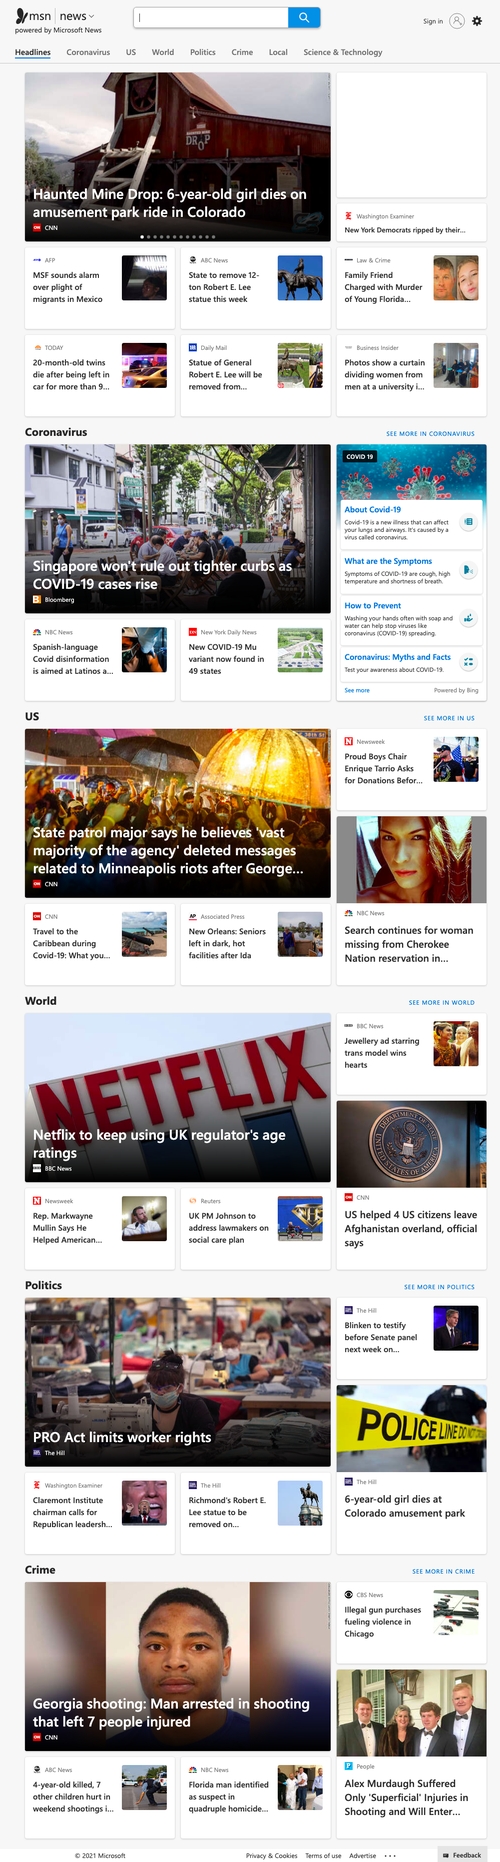 msn | news
powered by Microsoft News
Sign in
Headlines Coronavirus US World Politics Crime Local Science & Technology
Haunted Mine Drop: 6-year-old girl dies on
amusement park ride in Colorado
CNN
Washington Examiner
New York Democrats ripped by their...
AFP
MSF sounds alarm
over plight of
migrants in Mexico
ABC News
State to remove 12-
ton Robert E. Lee
statue this week
Law & Crime
Family Friend
Charged with Murder
of Young Florida...
TODAY
20-month-old twins
die after being left in
car for more than 9...
Daily Mail
Statue of General
Robert E. Lee will be
removed from...
Business Insider
Photos show a curtain
dividing women from
men at a university i...
Coronavirus
SEE MORE IN CORONAVIRUS
Singapore won't rule out tighter curbs as
COVID-19 cases rise
Bloomberg
COVID 19
About Covid-19
Covid-19 is a new illness that can affect
your lungs and airways. It's caused by a
virus called coronavirus.
What are the Symptoms
Symptoms of COVID-19 are cough, high
temperature and shortness of breath.
How to Prevent
Washing your hands often with soap and
water can help stop viruses like
coronavirus (COVID-19) spreading.
Coronavirus: Myths and Facts
Test your awareness about COVID-19.
See more
Powered by Bing
NBC News
Spanish-language
Covid disinformation
is aimed at Latinos a...
New York Daily News
New COVID-19 Mu
variant now found in
49 states
US
SEE MORE IN US
State patrol major says he believes 'vast
majority of the agency' deleted messages
related to Minneapolis riots after George...
CNN
Newsweek
Proud Boys Chair
Enrique Tarrio Asks
for Donations Befor...
NBC News
Search continues for woman
missing from Cherokee
Nation reservation in...
CNN
Travel to the
Caribbean during
Covid-19: What you...
Associated Press
New Orleans: Seniors
left in dark, hot
facilities after Ida
World
SEE MORE IN WORLD
NETFLIX
Netflix to keep using UK regulator's age
ratings
BBC News
BBC News
Jewellery ad starring
trans model wins
hearts
CNN
US helped 4 US citizens leave
Afghanistan overland, official
says
Newsweek
Rep. Markwayne
Mullin Says He
Helped American...
Reuters
UK PM Johnson to
address lawmakers on
social care plan
Politics
SEE MORE IN POLITICS
PRO Act limits worker rights
The Hill
The Hill
Blinken to testify
before Senate panel
next week on...
POLICE LINE DO NOT
The Hill
6-year-old girl dies at
Colorado amusement park
Washington Examiner
Claremont Institute
chairman calls for
Republican leadersh...
The Hill
Richmond's Robert E.
Lee statue to be
removed on...
Crime
SEE MORE IN CRIME
Georgia shooting: Man arrested in shooting
that left 7 people injured
CNN
CBS News
Illegal gun purchases
fueling violence in
Chicago
People
Alex Murdaugh Suffered
Only 'Superficial' Injuries in
Shooting and Will Enter...
ABC News
4-year-old killed, 7
other children hurt in
weekend shootings i...
NBC News
Florida man identified
as suspect in
quadruple homicide...
© 2021 Microsoft
Privacy & Cookies Terms of use Advertise ...
Feedback